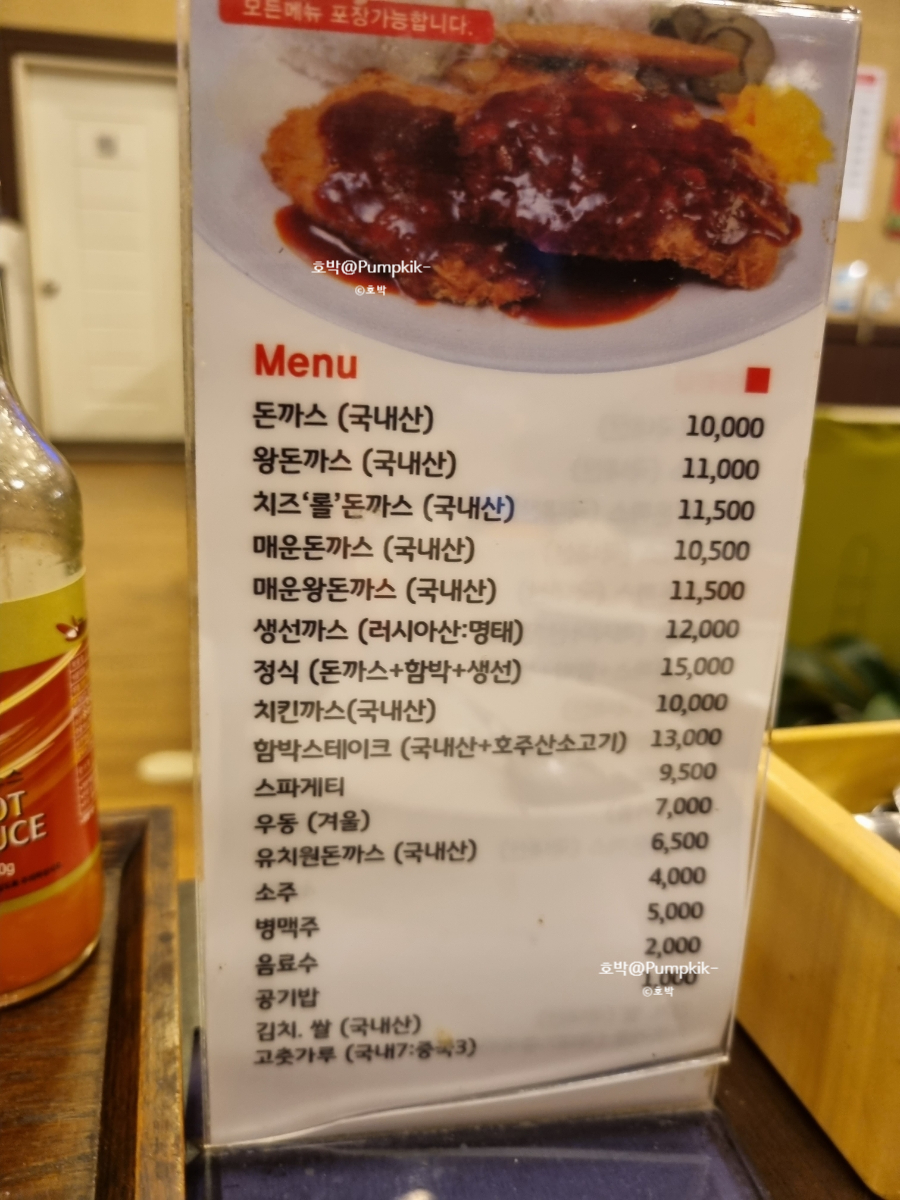 모든메뉴 포장가능합니다.
호박@Pumpkik~
©호박
Menu
돈까스 (국내산) 10,000
왕돈까스 (국내산) 11,000
치즈‘롤’돈까스 (국내산) 11,500
매운돈까스 (국내산) 10,500
매운왕돈까스 (국내산) 11,500
생선까스 (러시아산:명태) 12,000
정식 (돈까스+함박+생선) 15,000
치킨까스(국내산) 10,000
함박스테이크 (국내산+호주산소고기) 13,000
스파게티 9,500
우동 (겨울) 7,000
유치원돈까스 (국내산) 6,500
소주 4,000
병맥주 5,000
음료수 2,000
공기밥 1,000
호박@Pumpkik~
©호박
김치. 쌀 (국내산)
고춧가루 (국내7:중국3)